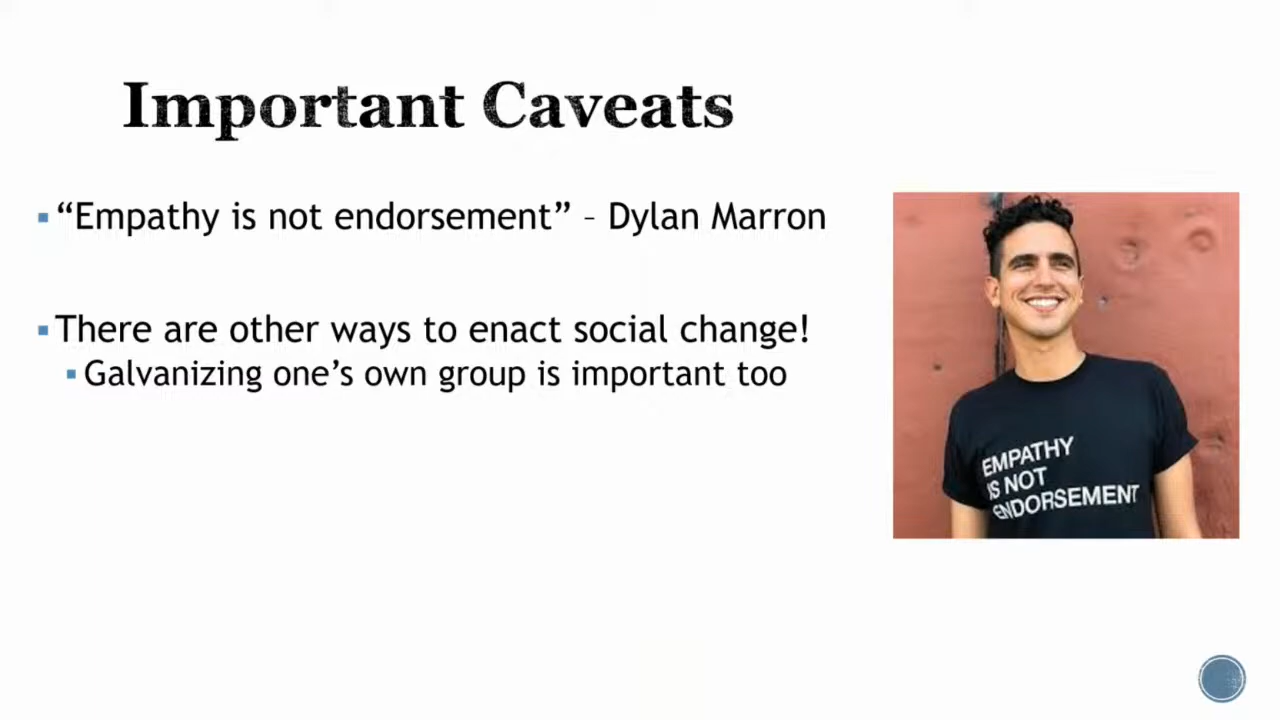 Important Caveats
“Empathy is not endorsement” – Dylan Marron
There are other ways to enact social change!
Galvanizing one’s own group is important too
EMPATHY
IS NOT
ENDORSEMENT